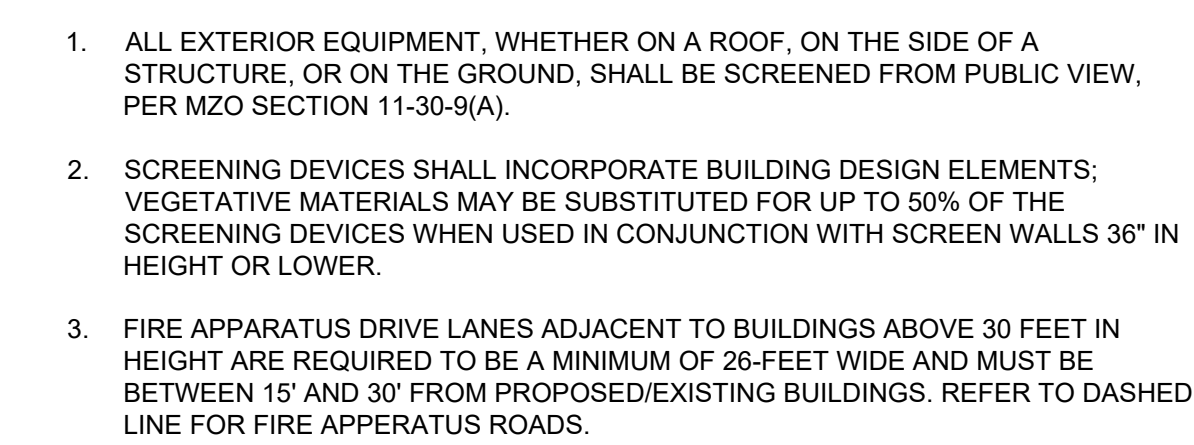 1. ALL EXTERIOR EQUIPMENT, WHETHER ON A ROOF, ON THE SIDE OF A
STRUCTURE, OR ON THE GROUND, SHALL BE SCREENED FROM PUBLIC VIEW,
PER MZO SECTION 11-30-9(A).
2. SCREENING DEVICES SHALL INCORPORATE BUILDING DESIGN ELEMENTS;
VEGETATIVE MATERIALS MAY BE SUBSTITUTED FOR UP TO 50% OF THE
SCREENING DEVICES WHEN USED IN CONJUNCTION WITH SCREEN WALLS 36" IN
HEIGHT OR LOWER.
3. FIRE APPARATUS DRIVE LANES ADJACENT TO BUILDINGS ABOVE 30 FEET IN
HEIGHT ARE REQUIRED TO BE A MINIMUM OF 26-FEET WIDE AND MUST BE
BETWEEN 15' AND 30' FROM PROPOSED/EXISTING BUILDINGS. REFER TO DASHED
LINE FOR FIRE APPERATUS ROADS.